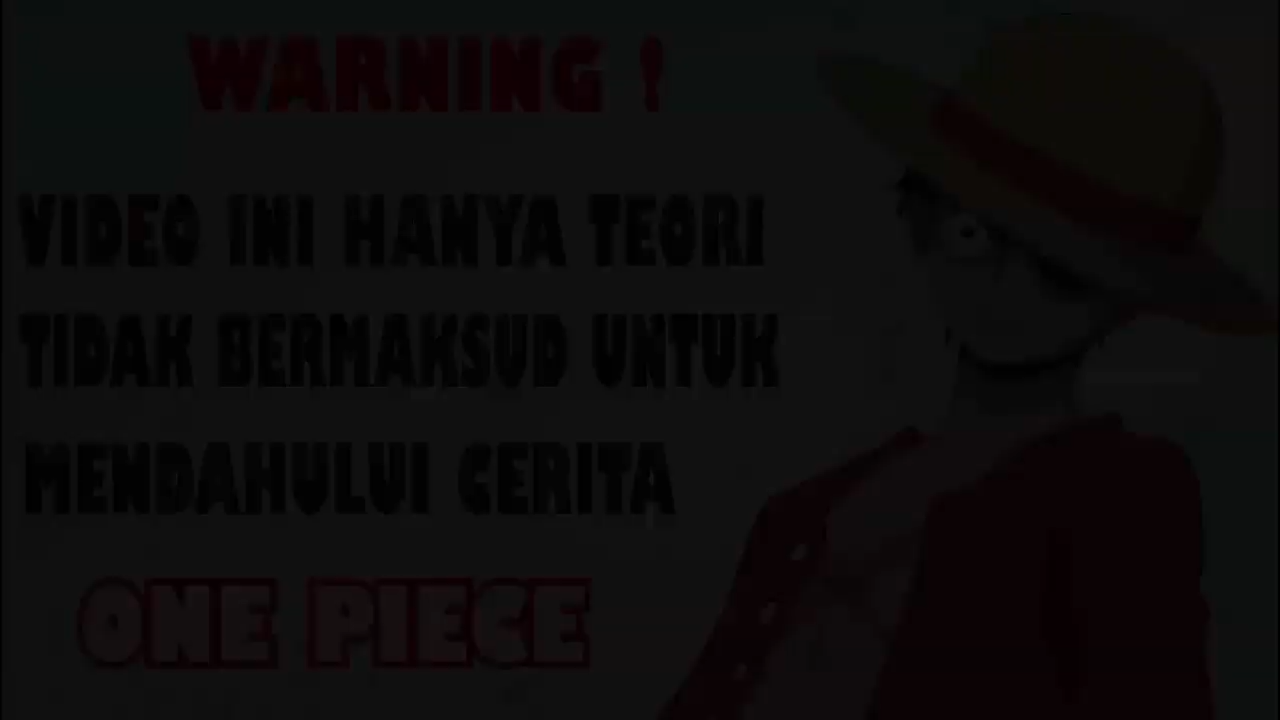 WARNING !
VIDEO INI HANYA TEORI
TIDAK BERMAKSUD UNTUK
MENDAHULUI CERITA
ONE PIECE